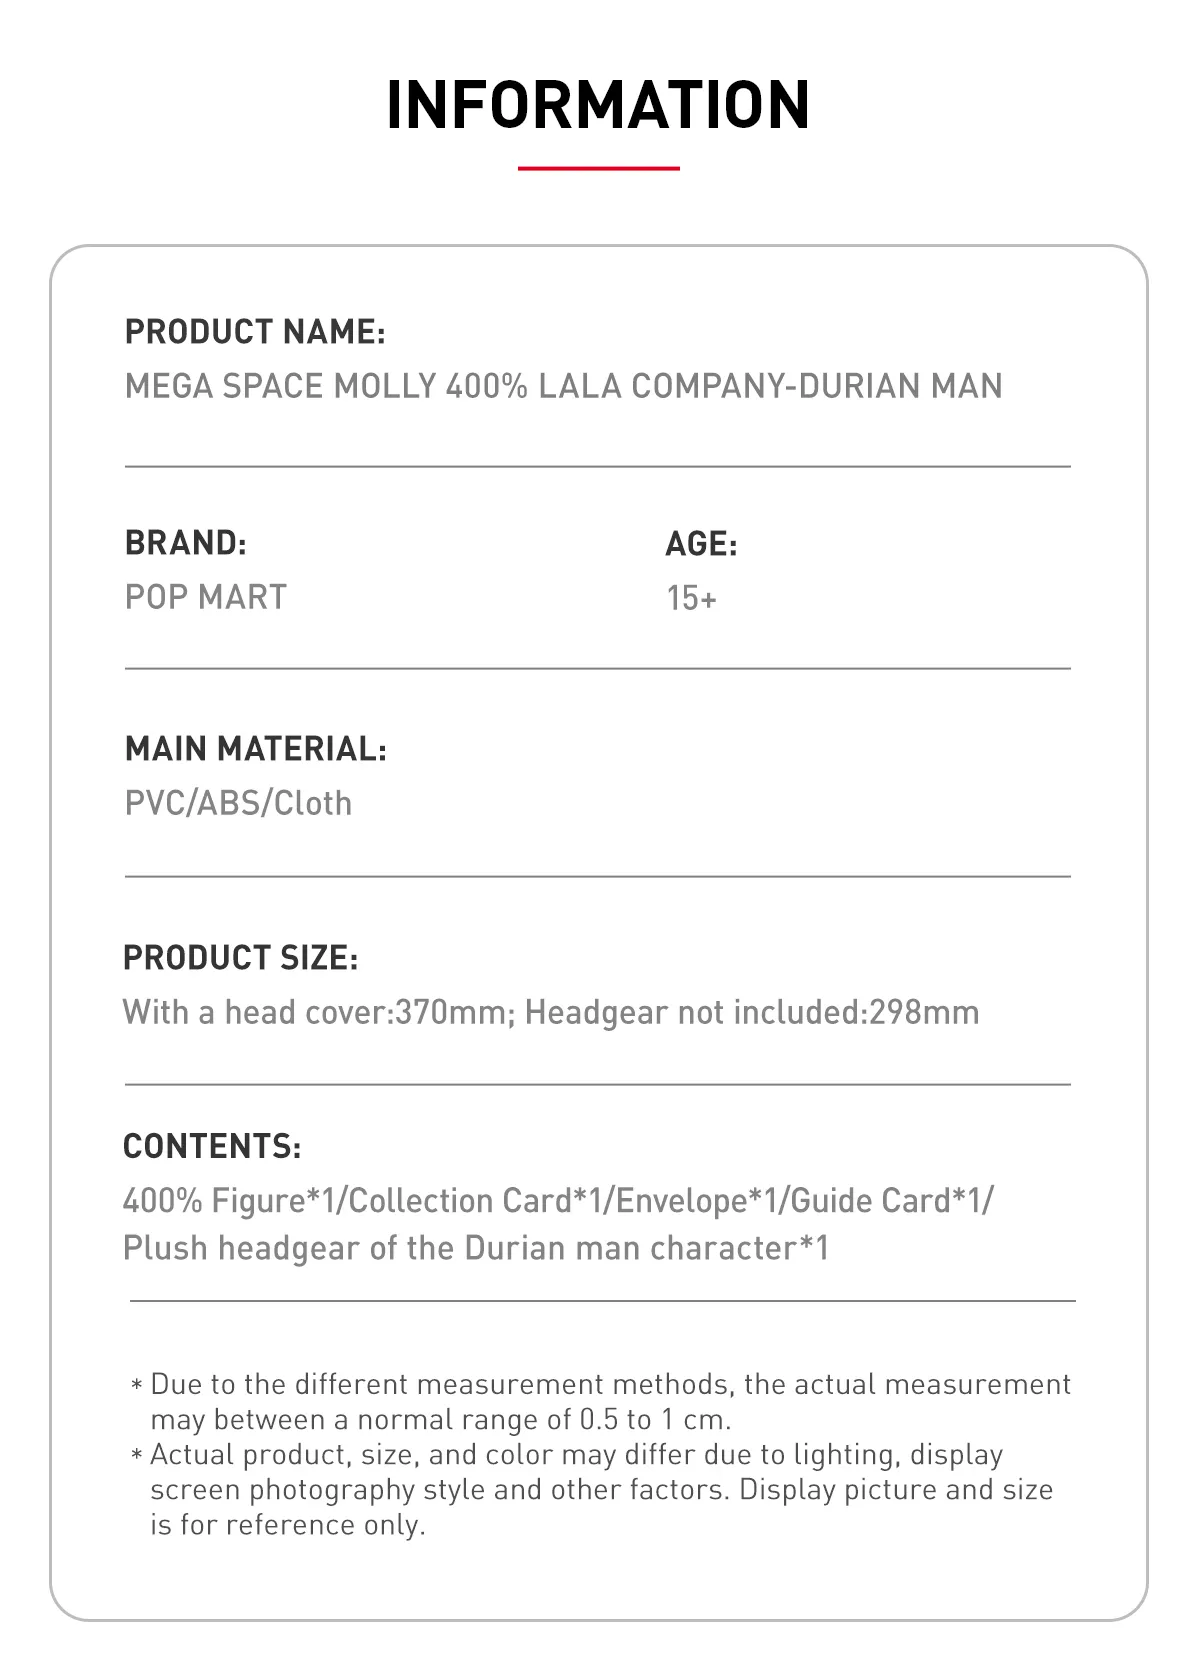 INFORMATION
PRODUCT NAME:
MEGA SPACE MOLLY 400% LALA COMPANY-DURIAN MAN
BRAND:
POP MART
AGE:
15+
MAIN MATERIAL:
PVC/ABS/Cloth
PRODUCT SIZE:
With a head cover:370mm; Headgear not included:298mm
CONTENTS:
400% Figure*1/Collection Card*1/Envelope*1/Guide Card*1/
Plush headgear of the Durian man character*1
* Due to the different measurement methods, the actual measurement
may between a normal range of 0.5 to 1 cm.
* Actual product, size, and color may differ due to lighting, display
screen photography style and other factors. Display picture and size
is for reference only.